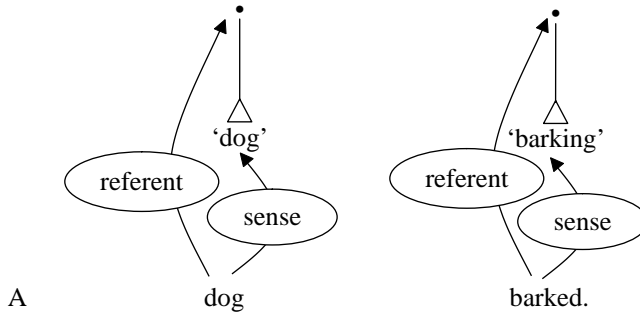 ‘dog’ ‘barking’
referent referent
sense sense
A dog barked.